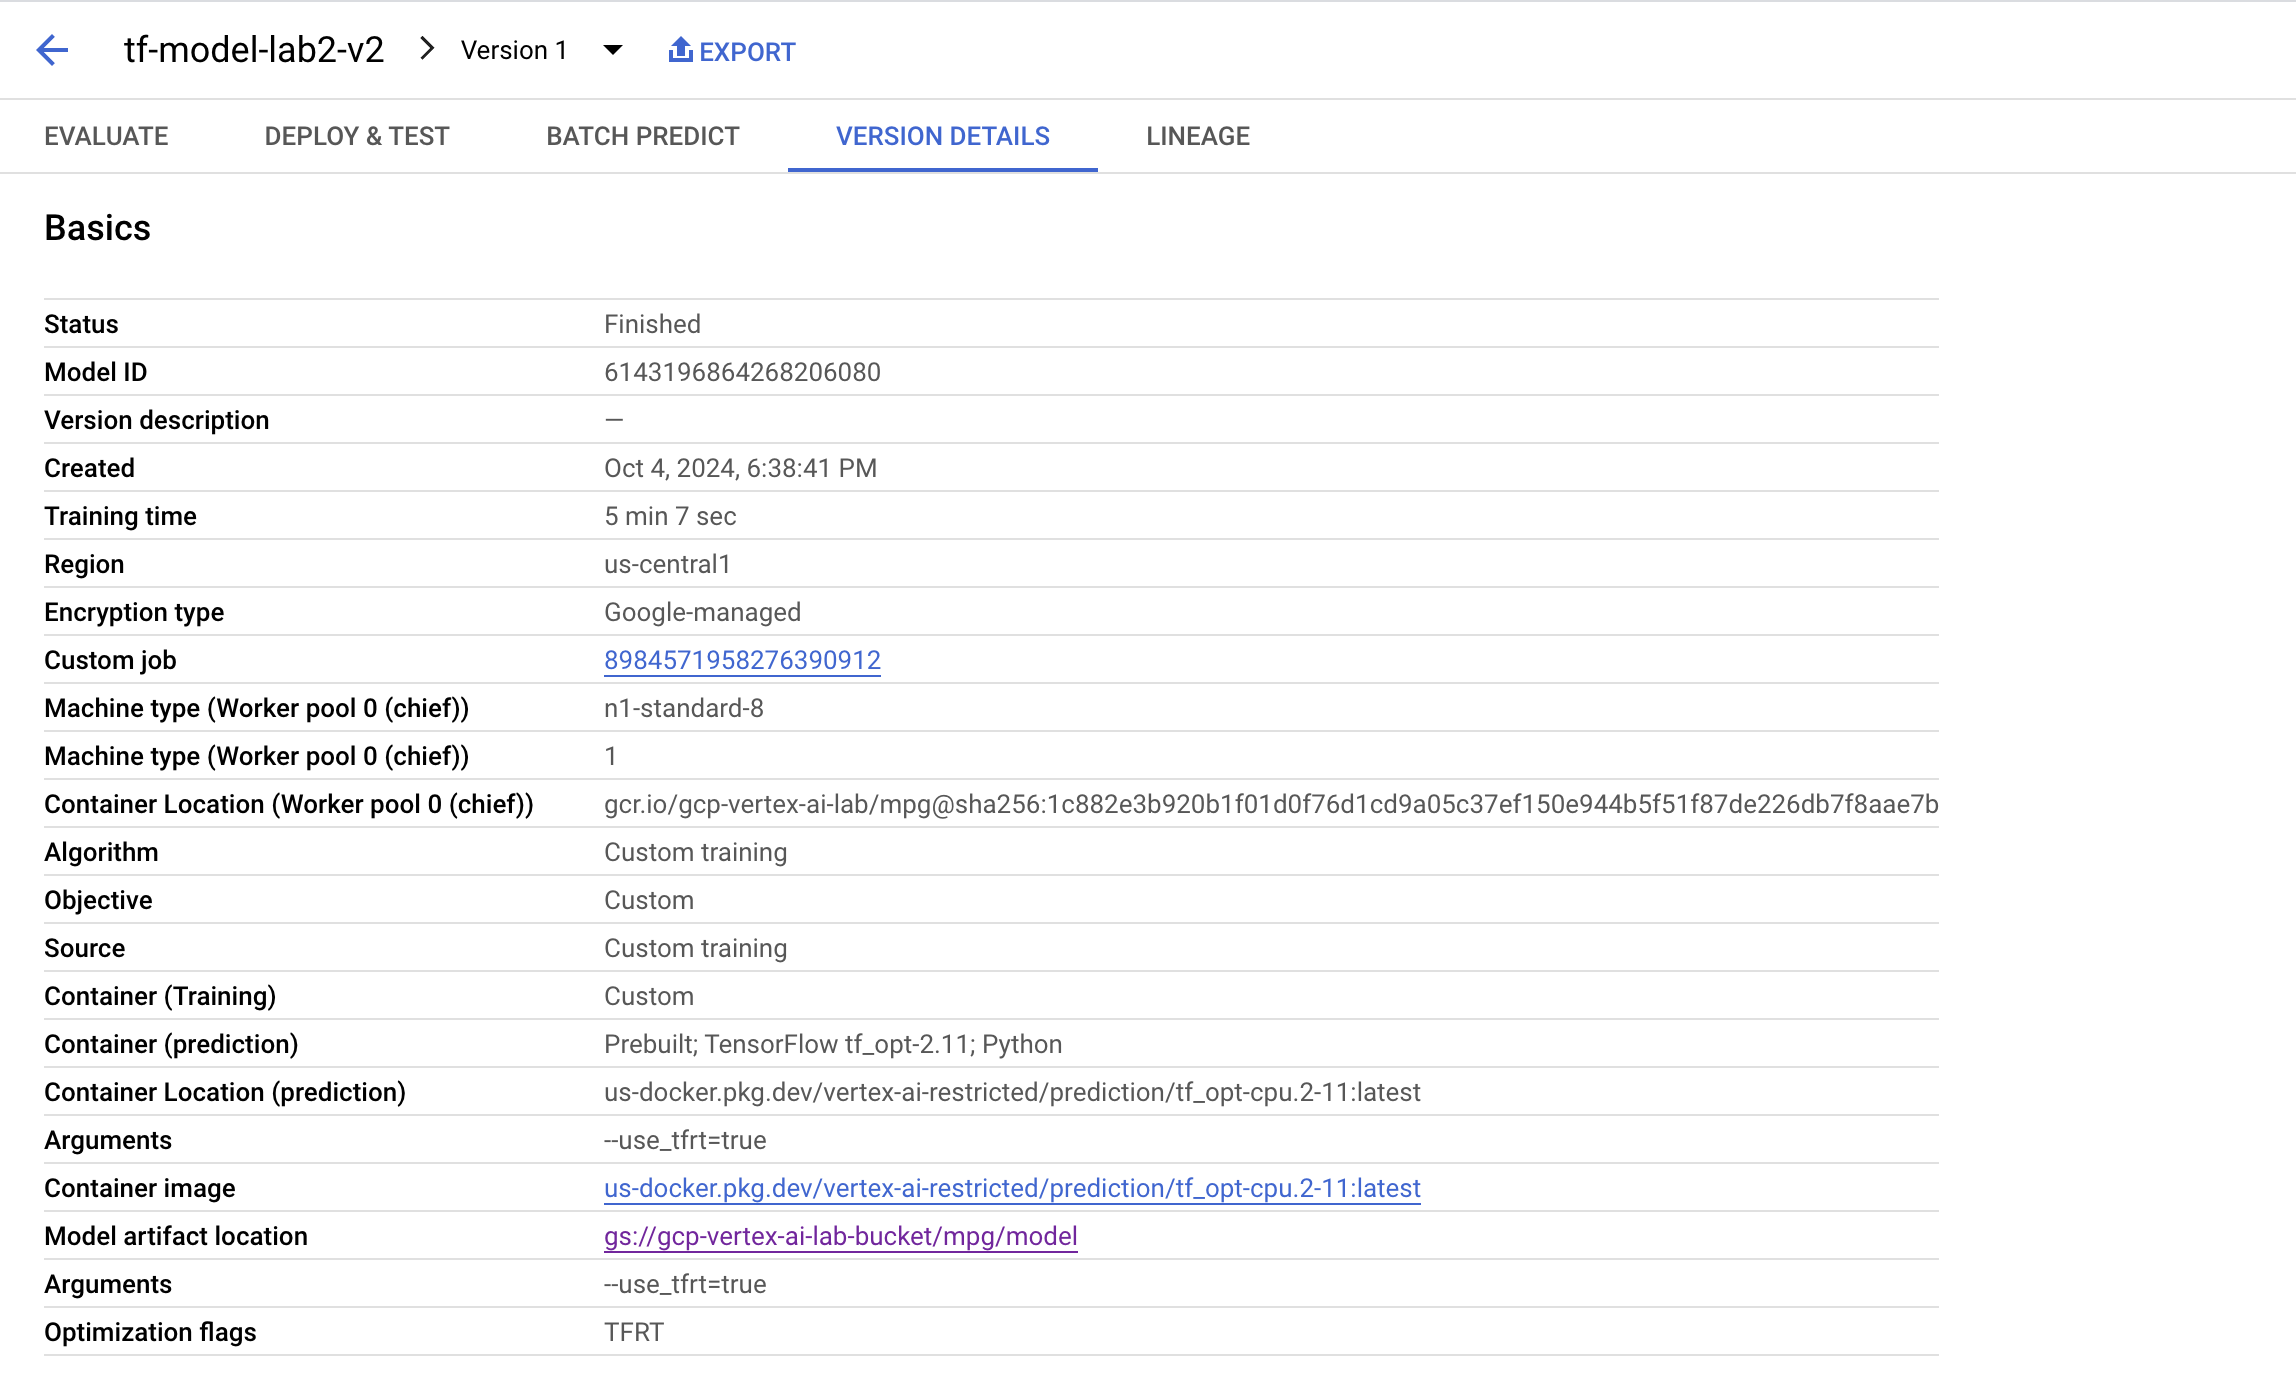 tf-model-lab2-v2 Version 1 EXPORT
EVALUATE DEPLOY & TEST BATCH PREDICT VERSION DETAILS LINEAGE
Basics
Status Finished
Model ID 6143196864268206080
Version description —
Created Oct 4, 2024, 6:38:41 PM
Training time 5 min 7 sec
Region us-central1
Encryption type Google-managed
Custom job 8984571958276390912
Machine type (Worker pool 0 (chief)) n1-standard-8
Machine type (Worker pool 0 (chief)) 1
Container Location (Worker pool 0 (chief)) gcr.io/gcp-vertex-ai-lab/mpg@sha256:1c882e3b920b1f01d0f76d1cd9a05c37ef150e944b5f51f87de226db7f8aae7b
Algorithm Custom training
Objective Custom
Source Custom training
Container (Training) Custom
Container (prediction) Prebuilt; TensorFlow tf_opt-2.11; Python
Container Location (prediction) us-docker.pkg.dev/vertex-ai-restricted/prediction/tf_opt-cpu.2-11:latest
Arguments --use_tfrt=true
Container image us-docker.pkg.dev/vertex-ai-restricted/prediction/tf_opt-cpu.2-11:latest
Model artifact location gs://gcp-vertex-ai-lab-bucket/mpg/model
Arguments --use_tfrt=true
Optimization flags TFRT